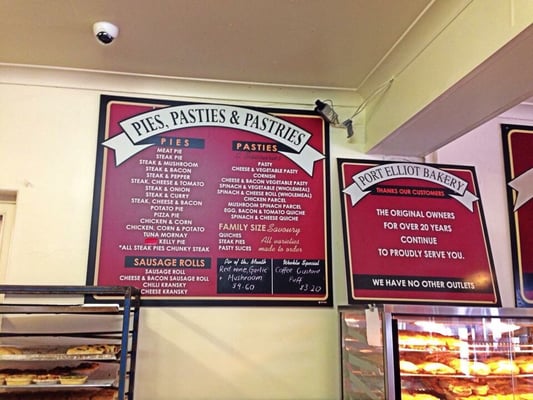 PIES, PASTIES & PASTRIES
PIES
MEAT PIE
STEAK PIE
STEAK & MUSHROOM
STEAK & BACON
STEAK & PEPPER
STEAK, CHEESE & TOMATO
STEAK & ONION
STEAK & CURRY
STEAK, CHEESE & BACON
POTATO PIE
PIZZA PIE
CHICKEN & CORN
CHICKEN, CORN & POTATO
TUNA MORNAY
KELLY PIE
*ALL STEAK PIES CHUNKY STEAK
SAUSAGE ROLLS
SAUSAGE ROLL
CHEESE & BACON SAUSAGE ROLL
CHILLI KRANSKY
CHEESE KRANSKY
PASTIES
PASTY
CHEESE & VEGETABLE PASTY
CORNISH
CHEESE & BACON VEGETABLE PASTY
SPINACH & VEGETABLE (WHOLEMEAL)
SPINACH & CHEESE ROLL (WHOLEMEAL)
CHICKEN PARCEL
MUSHROOM SPINACH PARCEL
EGG, BACON & TOMATO QUICHE
SPINACH & CHEESE QUICHE
FAMILY SIZE Savoury
QUICHES
STEAK PIES
PASTY SLICES
All varieties
made to order
Pie of the Month
Red wine, Garlic
Mushroom
$4.60
Weekly Special
Coffee Custard
Puff
$3.20
PORT ELLIOT BAKERY
THANKS OUR CUSTOMERS
THE ORIGINAL OWNERS
FOR OVER 20 YEARS
CONTINUE
TO PROUDLY SERVE YOU.
WE HAVE NO OTHER OUTLETS